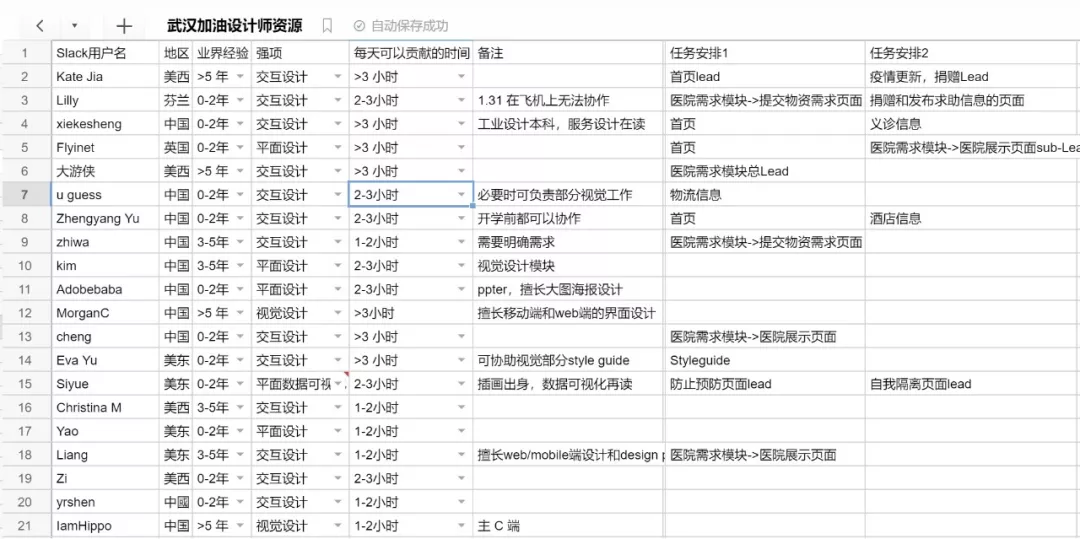 武汉加油设计师资源 自动保存成功
1 Slack用户名 地区 业界经验 强项 每天可以贡献的时间 备注 任务安排1 任务安排2
2 Kate Jia 美西 >5 年 交互设计 >3 小时 首页lead 疫情更新，捐赠Lead
3 Lilly 芬兰 0-2年 交互设计 2-3小时 1.31 在飞机上无法协作 医院需求模块->提交物资需求页面 捐赠和发布求助信息的页面
4 xiekesheng 中国 0-2年 交互设计 >3 小时 工业设计本科，服务设计在读 首页 义诊信息
5 Flyinet 英国 0-2年 平面设计 >3 小时 首页 医院需求模块->医院展示页面sub-Lea
6 大游侠 美西 >5 年 交互设计 >3 小时 医院需求模块总Lead
7 u guess 中国 0-2年 交互设计 2-3小时 必要时可负责部分视觉工作 物流信息
8 Zhengyang Yu 中国 0-2年 交互设计 2-3小时 开学前都可以协作 首页 酒店信息
9 zhiwa 中国 3-5年 交互设计 1-2小时 需要明确需求 医院需求模块->提交物资需求页面
10 kim 中国 3-5年 平面设计 2-3小时 视觉设计模块
11 Adobebaba 中国 0-2年 平面设计 2-3小时 ppter，擅长大图海报设计
12 MorganC 中国 >5 年 视觉设计 >3小时 擅长移动端和web端的界面设计
13 cheng 中国 0-2年 交互设计 >3 小时 医院需求模块->医院展示页面
14 Eva Yu 美东 0-2年 交互设计 >3 小时 可协助视觉部分style guide Styleguide
15 Siyue 美东 0-2年 平面数据可视 2-3小时 插画出身，数据可视化再读 防止预防页面lead 自我隔离页面lead
16 Christina M 美西 3-5年 交互设计 1-2小时
17 Yao 美东 0-2年 平面设计 1-2小时
18 Liang 美东 3-5年 交互设计 1-2小时 擅长web/mobile端设计和design p 医院需求模块->医院展示页面
19 Zi 美西 0-2年 交互设计 2-3小时
20 yrshen 中國 0-2年 交互设计 1-2小时
21 IamHippo 中国 >5 年 视觉设计 1-2小时 主 C 端